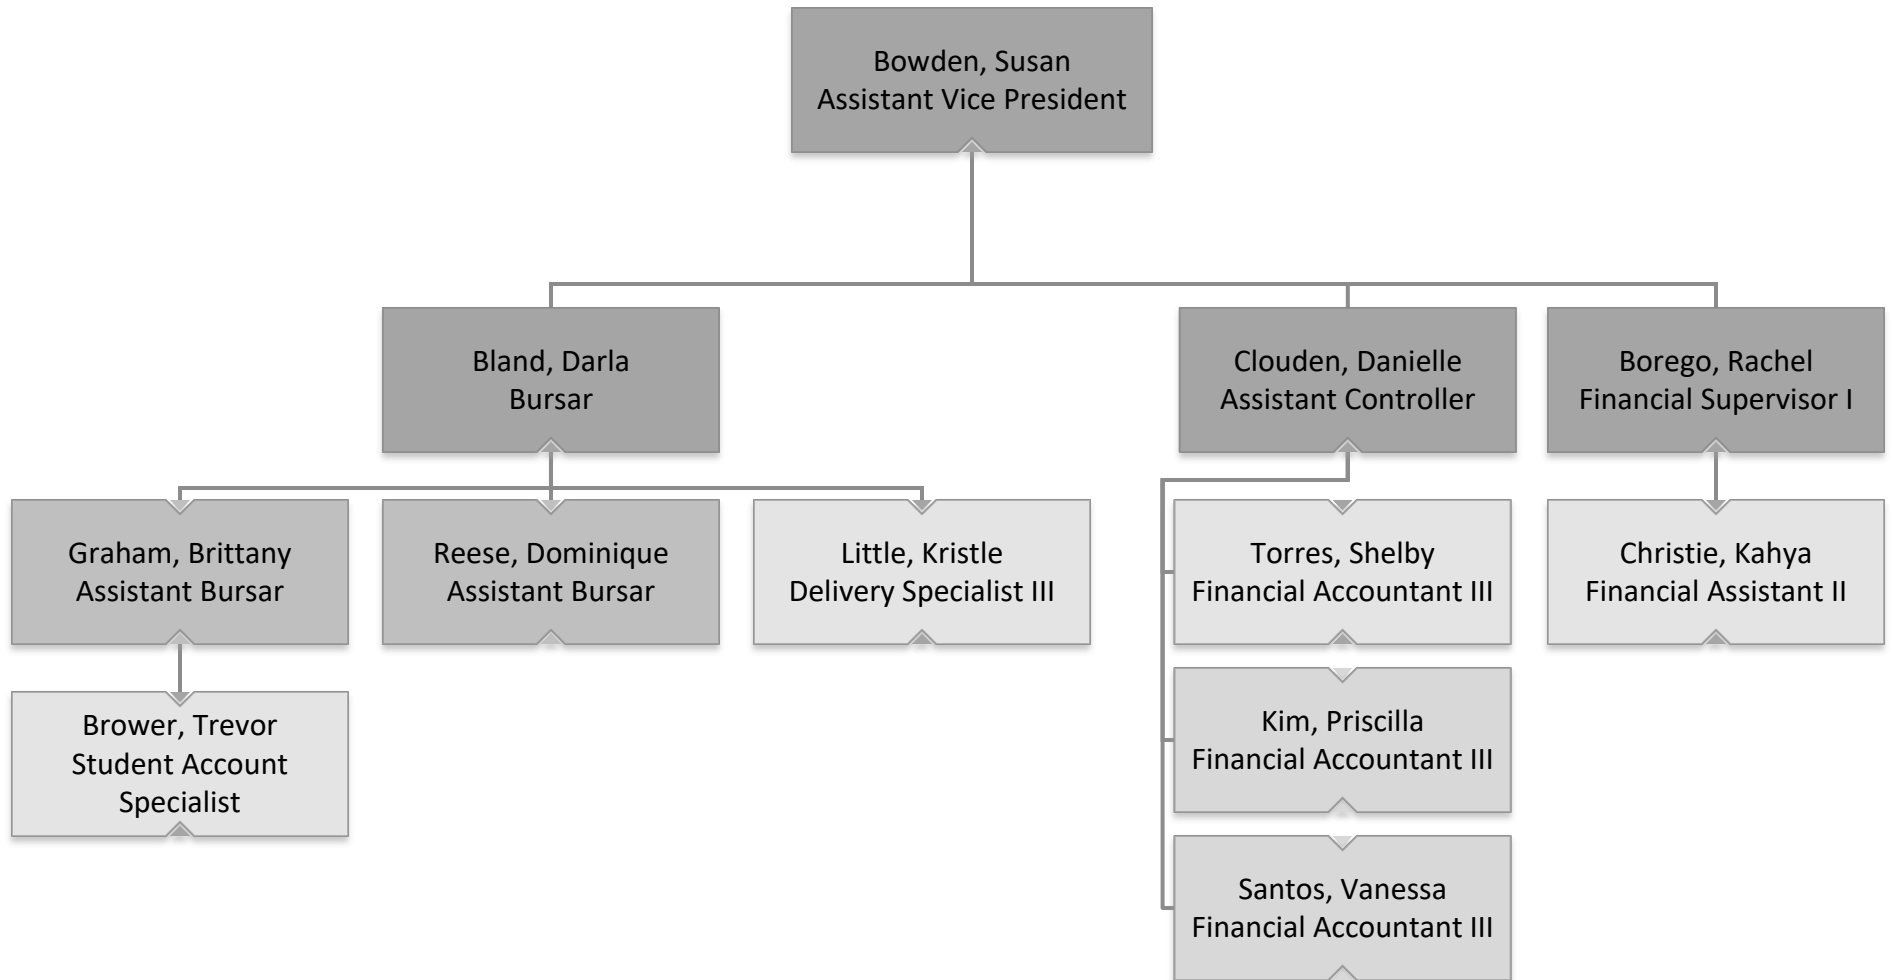 Bowden, Susan
Assistant Vice President
Bland, Darla
Bursar
Clouden, Danielle
Assistant Controller
Borego, Rachel
Financial Supervisor I
Graham, Brittany
Assistant Bursar
Reese, Dominique
Assistant Bursar
Little, Kristle
Delivery Specialist III
Torres, Shelby
Financial Accountant III
Christie, Kahya
Financial Assistant II
Brower, Trevor
Student Account
Specialist
Kim, Priscilla
Financial Accountant III
Santos, Vanessa
Financial Accountant III